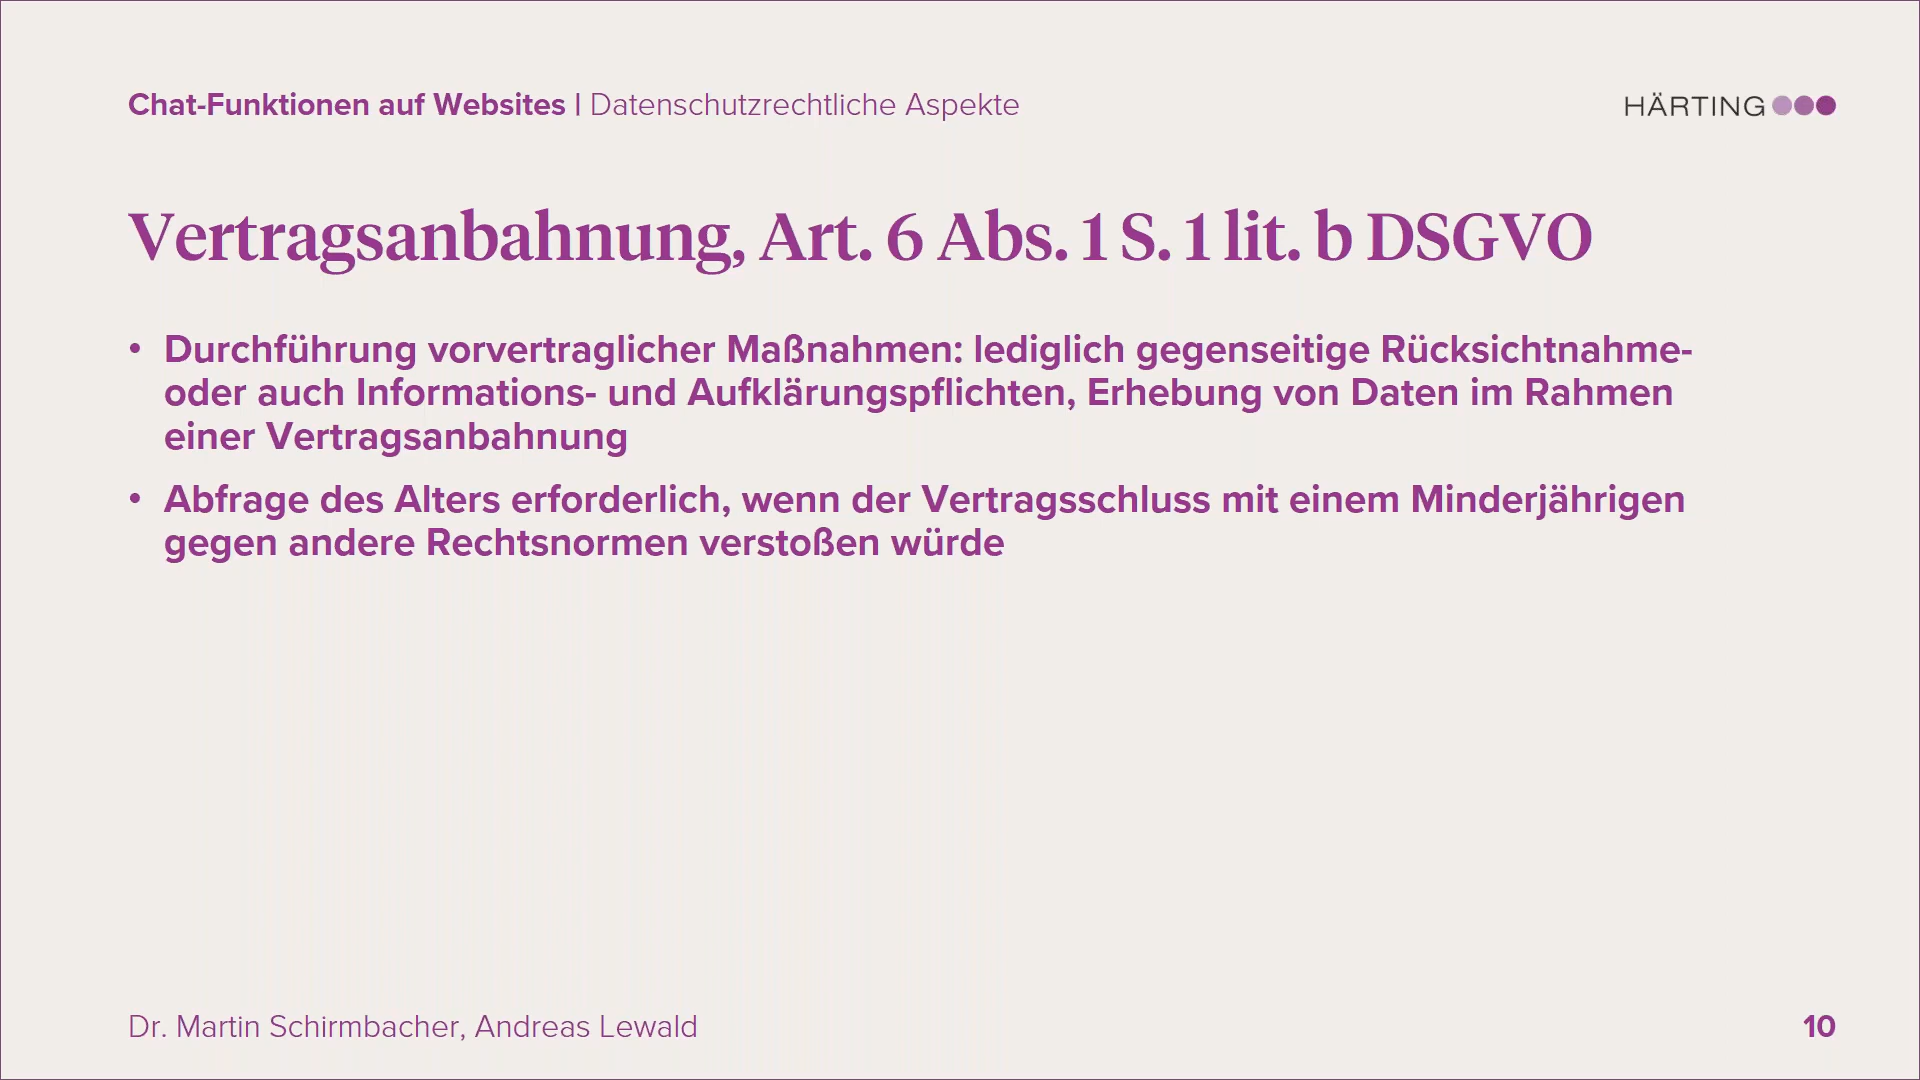 Chat-Funktionen auf Websites | Datenschutzrechtliche Aspekte
HÄRTING
Vertragsanbahnung, Art. 6 Abs. 1 S. 1 lit. b DSGVO
• Durchführung vorvertraglicher Maßnahmen: lediglich gegenseitige Rücksichtnahme-
oder auch Informations- und Aufklärungspflichten, Erhebung von Daten im Rahmen
einer Vertragsanbahnung
• Abfrage des Alters erforderlich, wenn der Vertragsschluss mit einem Minderjährigen
gegen andere Rechtsnormen verstoßen würde
Dr. Martin Schirmbacher, Andreas Lewald
10